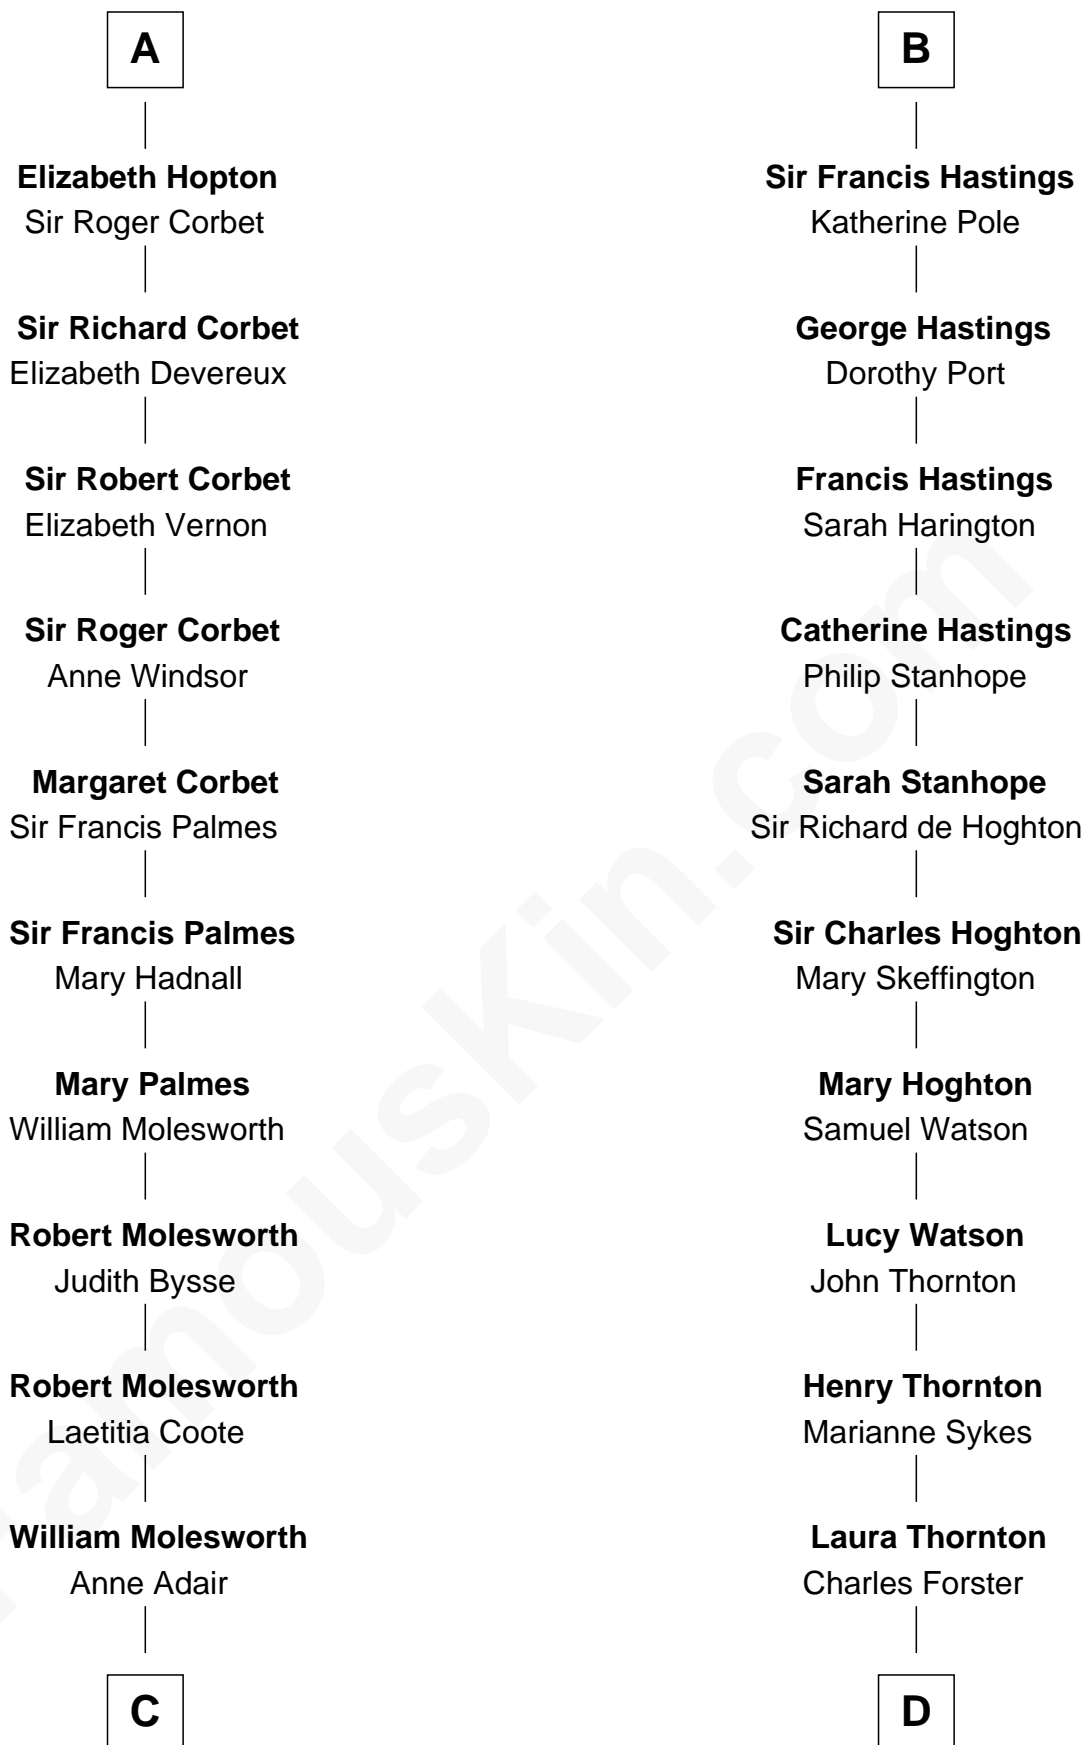 A
Elizabeth Hopton
Sir Roger Corbet
Sir Richard Corbet
Elizabeth Devereux
Sir Robert Corbet
Elizabeth Vernon
Sir Roger Corbet
Anne Windsor
Margaret Corbet
Sir Francis Palmes
Sir Francis Palmes
Mary Hadnall
Mary Palmes
William Molesworth
Robert Molesworth
Judith Bysse
Robert Molesworth
Laetitia Coote
William Molesworth
Anne Adair
C
B
Sir Francis Hastings
Katherine Pole
George Hastings
Dorothy Port
Francis Hastings
Sarah Harington
Catherine Hastings
Philip Stanhope
Sarah Stanhope
Sir Richard de Hoghton
Sir Charles Hoghton
Mary Skeffington
Mary Hoghton
Samuel Watson
Lucy Watson
John Thornton
Henry Thornton
Marianne Sykes
Laura Thornton
Charles Forster
D
FamousKin.com